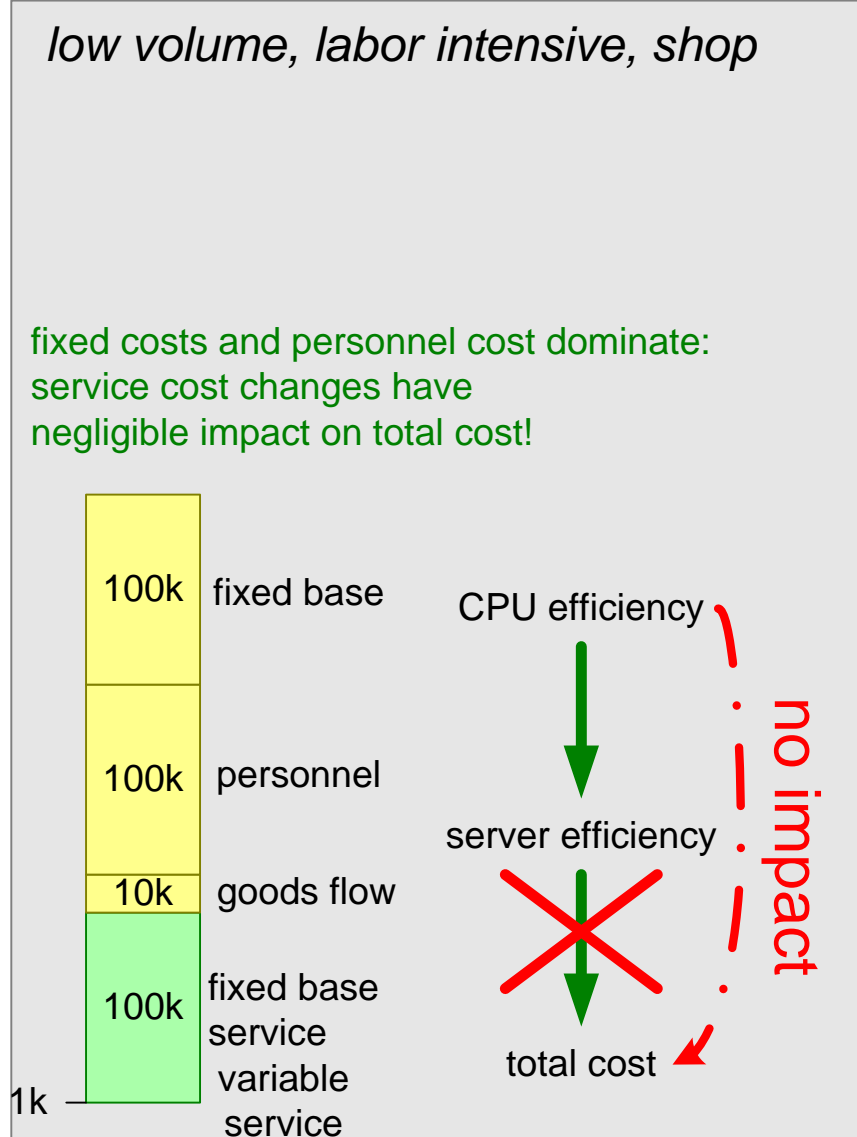 low volume, labor intensive, shop
fixed costs and personnel cost dominate:
service cost changes have
negligible impact on total cost!
100k fixed base
100k personnel
10k goods flow
100k fixed base
service
1k variable
service
CPU efficiency
server efficiency
total cost
no impact